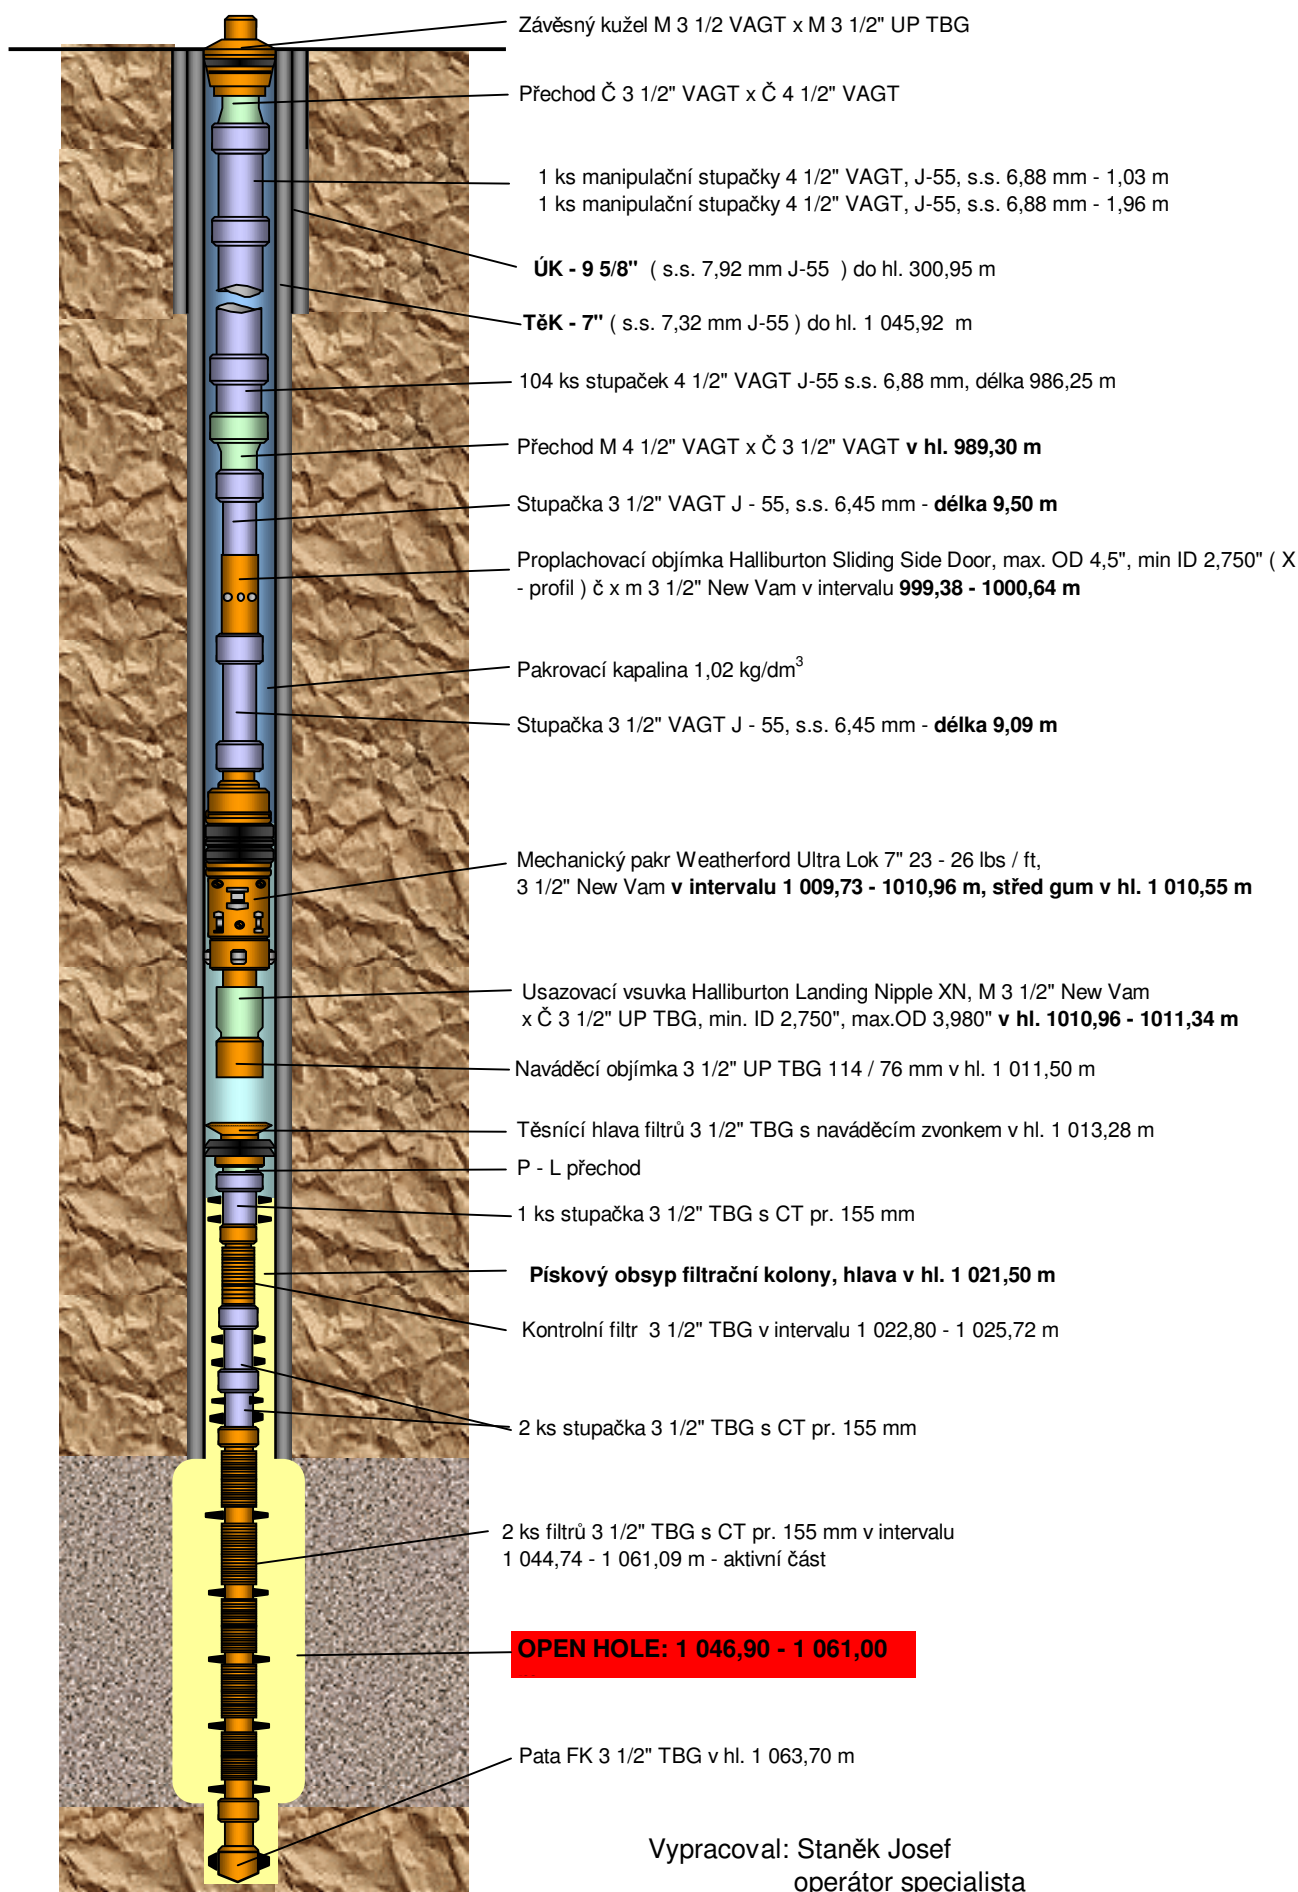 Závěsný kužel M 3 1/2 VAGT x M 3 1/2" UP TBG
Přechod Č 3 1/2" VAGT x Č 4 1/2" VAGT
1 ks manipulační stupačky 4 1/2" VAGT, J-55, s.s. 6,88 mm - 1,03 m
1 ks manipulační stupačky 4 1/2" VAGT, J-55, s.s. 6,88 mm - 1,96 m
ÚK - 9 5/8" ( s.s. 7,92 mm J-55 ) do hl. 300,95 m
TěK - 7" ( s.s. 7,32 mm J-55 ) do hl. 1 045,92 m
104 ks stupaček 4 1/2" VAGT J-55 s.s. 6,88 mm, délka 986,25 m
Přechod M 4 1/2" VAGT x Č 3 1/2" VAGT v hl. 989,30 m
Stupačka 3 1/2" VAGT J - 55, s.s. 6,45 mm - délka 9,50 m
Proplachovací objímka Halliburton Sliding Side Door, max. OD 4,5", min ID 2,750" ( X
- profil ) č x m 3 1/2" New Vam v intervalu 999,38 - 1000,64 m
Pakrovací kapalina 1,02 kg/dm³
Stupačka 3 1/2" VAGT J - 55, s.s. 6,45 mm - délka 9,09 m
Mechanický pakr Weatherford Ultra Lok 7" 23 - 26 lbs / ft,
3 1/2" New Vam v intervalu 1 009,73 - 1010,96 m, střed gum v hl. 1 010,55 m
Usazovací vsuvka Halliburton Landing Nipple XN, M 3 1/2" New Vam
x Č 3 1/2" UP TBG, min. ID 2,750", max.OD 3,980" v hl. 1010,96 - 1011,34 m
Naváděcí objímka 3 1/2" UP TBG 114 / 76 mm v hl. 1 011,50 m
Těsnící hlava filtrů 3 1/2" TBG s naváděcím zvonkem v hl. 1 013,28 m
P - L přechod
1 ks stupačka 3 1/2" TBG s CT pr. 155 mm
Pískový obsyp filtrační kolony, hlava v hl. 1 021,50 m
Kontrolní filtr 3 1/2" TBG v intervalu 1 022,80 - 1 025,72 m
2 ks stupačka 3 1/2" TBG s CT pr. 155 mm
2 ks filtrů 3 1/2" TBG s CT pr. 155 mm v intervalu
1 044,74 - 1 061,09 m - aktivní část
OPEN HOLE: 1 046,90 - 1 061,00
Pata FK 3 1/2" TBG v hl. 1 063,70 m
Vypracoval: Staněk Josef
operátor specialista